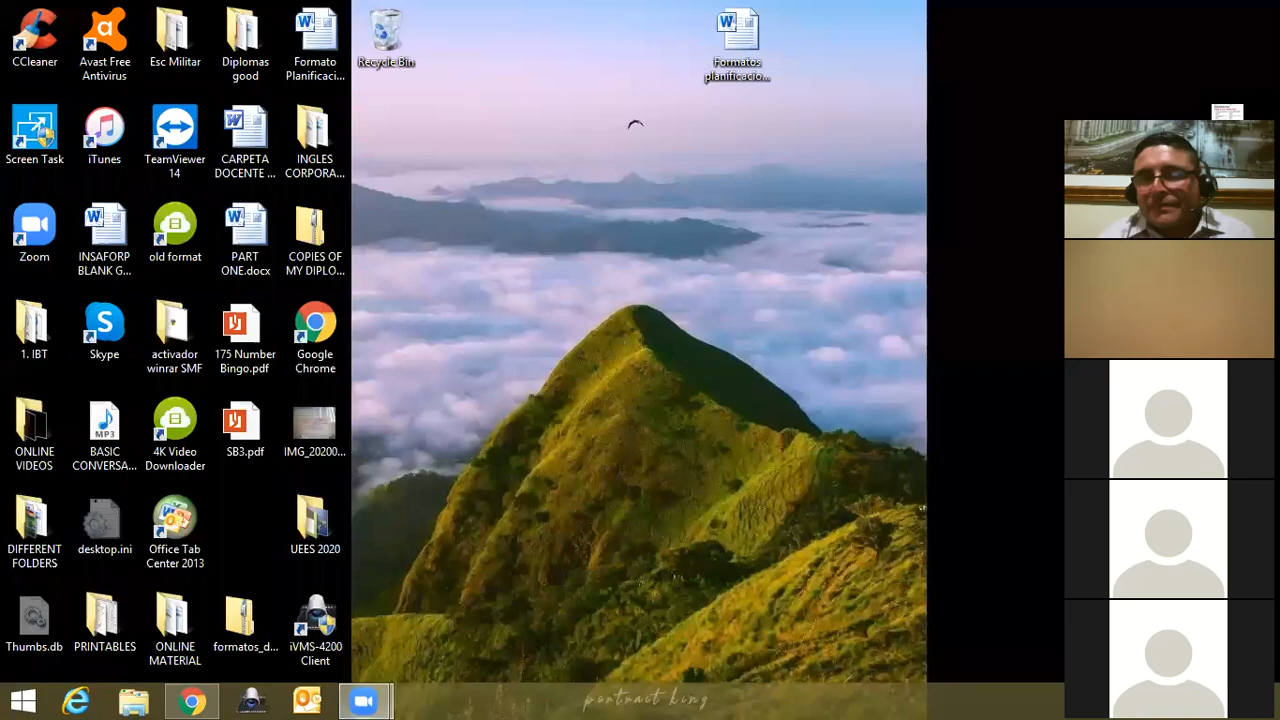 CCleaner
Avast Free
Antivirus
Esc Militar
Diplomas
good
Formato
Planificaci...
Recycle Bin
Formatos
planificacio...
Screen Task
iTunes
TeamViewer
14
CARPETA
DOCENTE ...
INGLES
CORPORA...
Zoom
INSAFORP
BLANK G...
old format
PART
ONE.docx
COPIES OF
MY DIPLO...
1. IBT
Skype
activador
winrar SMF
175 Number
Bingo.pdf
Google
Chrome
ONLINE
VIDEOS
MP3
BASIC
CONVERSA...
4K Video
Downloader
SB3.pdf
IMG_20200...
DIFFERENT
FOLDERS
desktop.ini
Office Tab
Center 2013
UEES 2020
Thumbs.db
PRINTABLES
ONLINE
MATERIAL
formatos_d...
iVMS-4200
Client
portrait king